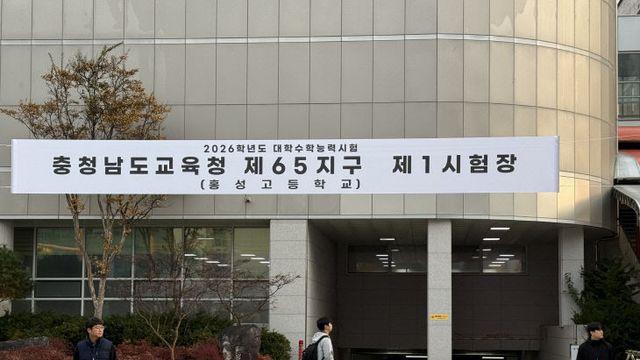 2026학년도 대학수학능력시험
충청남도교육청 제65지구 제1시험장
(홍성고등학교)